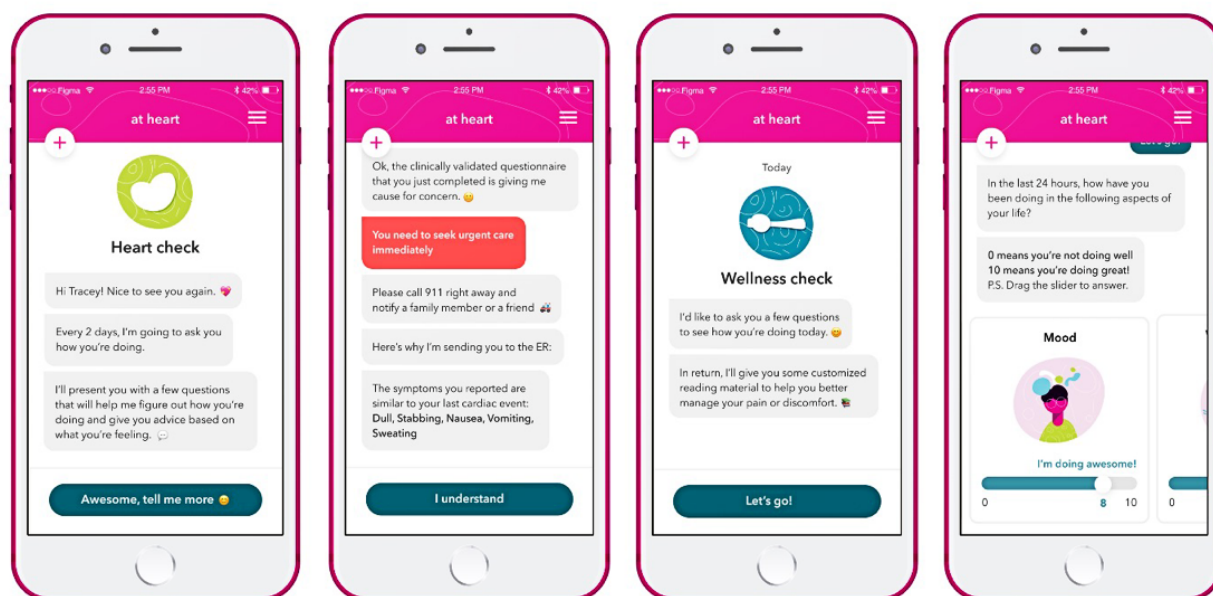 Figma 2:55 PM 42%
at heart
+
Heart check
Hi Tracey! Nice to see you again. 💖
Every 2 days, I'm going to ask you
how you're doing.
I'll present you with a few questions
that will help me figure out how you're
doing and give you advice based on
what you're feeling. 💬
Awesome, tell me more 😊
Figma 2:55 PM 42%
at heart
+
Ok, the clinically validated questionnaire
that you just completed is giving me
cause for concern.
You need to seek urgent care
immediately
Please call 911 right away and
notify a family member or a friend 🚑
Here's why I'm sending you to the ER:
The symptoms you reported are
similar to your last cardiac event:
Dull, Stabbing, Nausea, Vomiting,
Sweating
I understand
Figma 2:55 PM 42%
at heart
+
Today
Wellness check
I'd like to ask you a few questions
to see how you're doing today. 😊
In return, I'll give you some customized
reading material to help you better
manage your pain or discomfort. 📚
Let's go!
Figma 2:55 PM 42%
at heart
+
Let's go!
In the last 24 hours, how have you
been doing in the following aspects of
your life?
0 means you're not doing well
10 means you're doing great!
P.S. Drag the slider to answer.
Mood
I'm doing awesome!
0 8 10
0